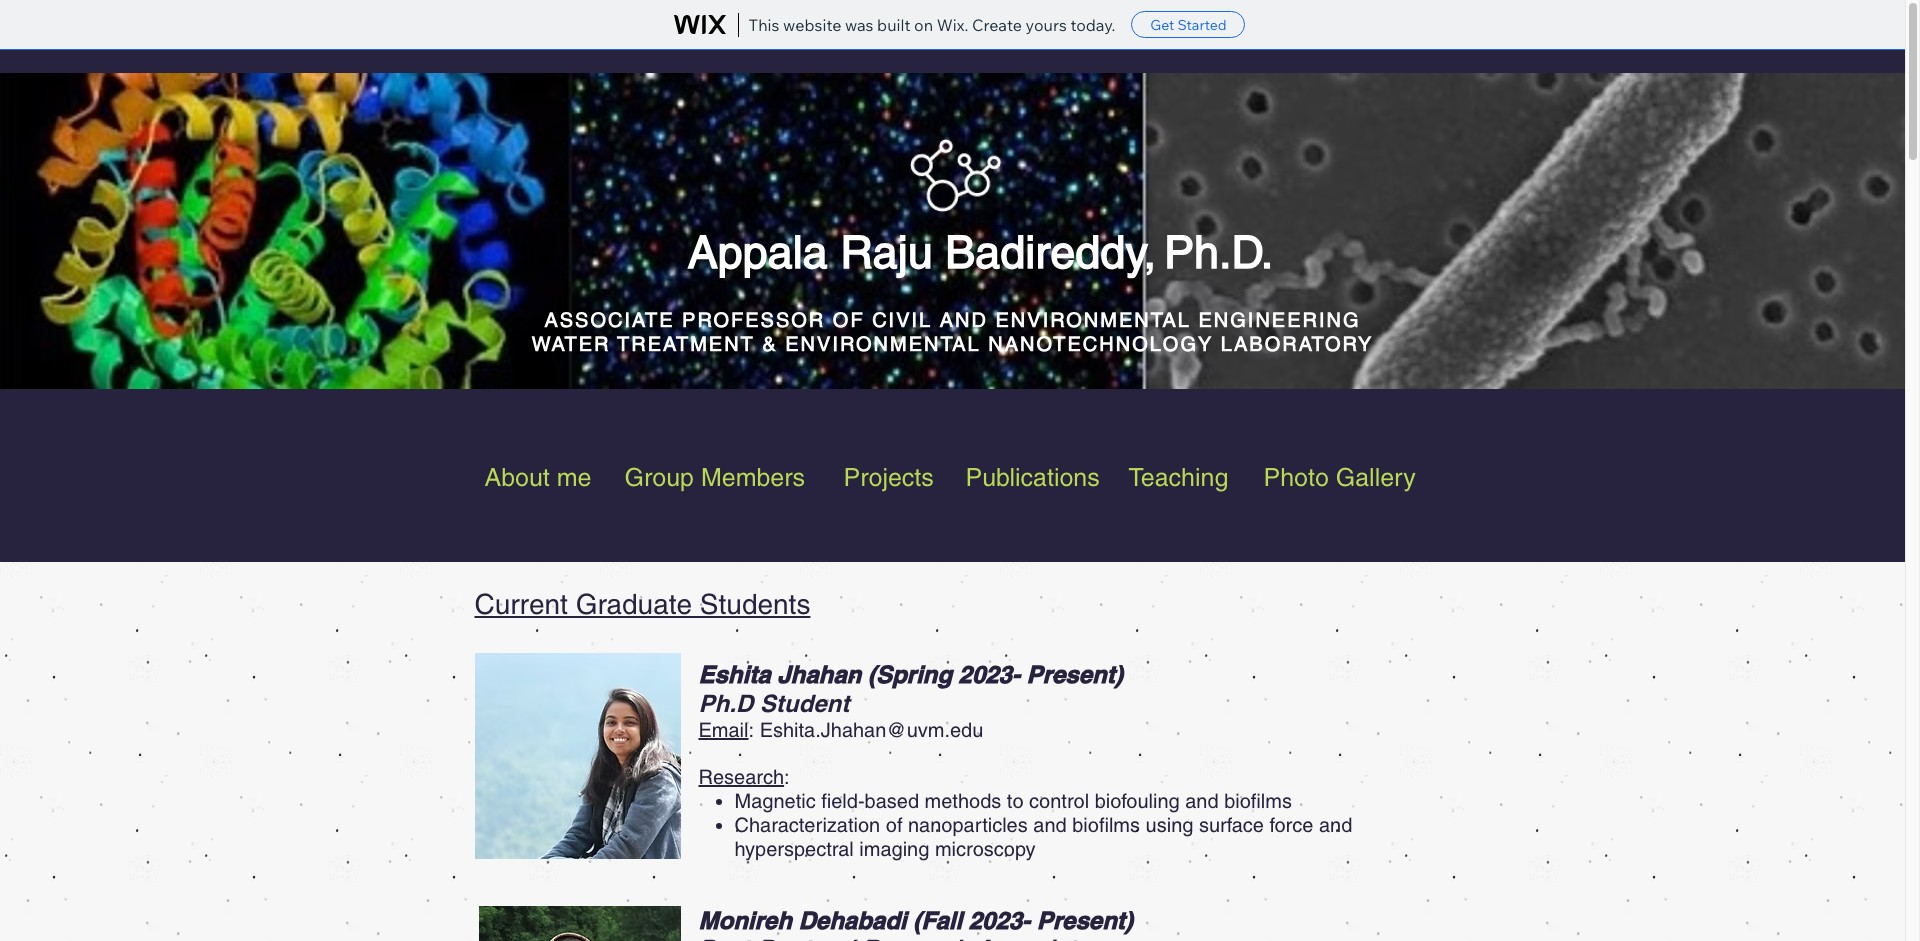 WIX
This website was built on Wix. Create yours today.
Get Started
Appala Raju Badireddy, Ph.D.
ASSOCIATE PROFESSOR OF CIVIL AND ENVIRONMENTAL ENGINEERING
WATER TREATMENT & ENVIRONMENTAL NANOTECHNOLOGY LABORATORY
About me
Group Members
Projects
Publications
Teaching
Photo Gallery
Current Graduate Students
Eshita Jhahan (Spring 2023- Present)
Ph.D Student
Email: Eshita.Jhahan@uvm.edu
Research:
Magnetic field-based methods to control biofouling and biofilms
Characterization of nanoparticles and biofilms using surface force and
hyperspectral imaging microscopy
Monireh Dehabadi (Fall 2023- Present)